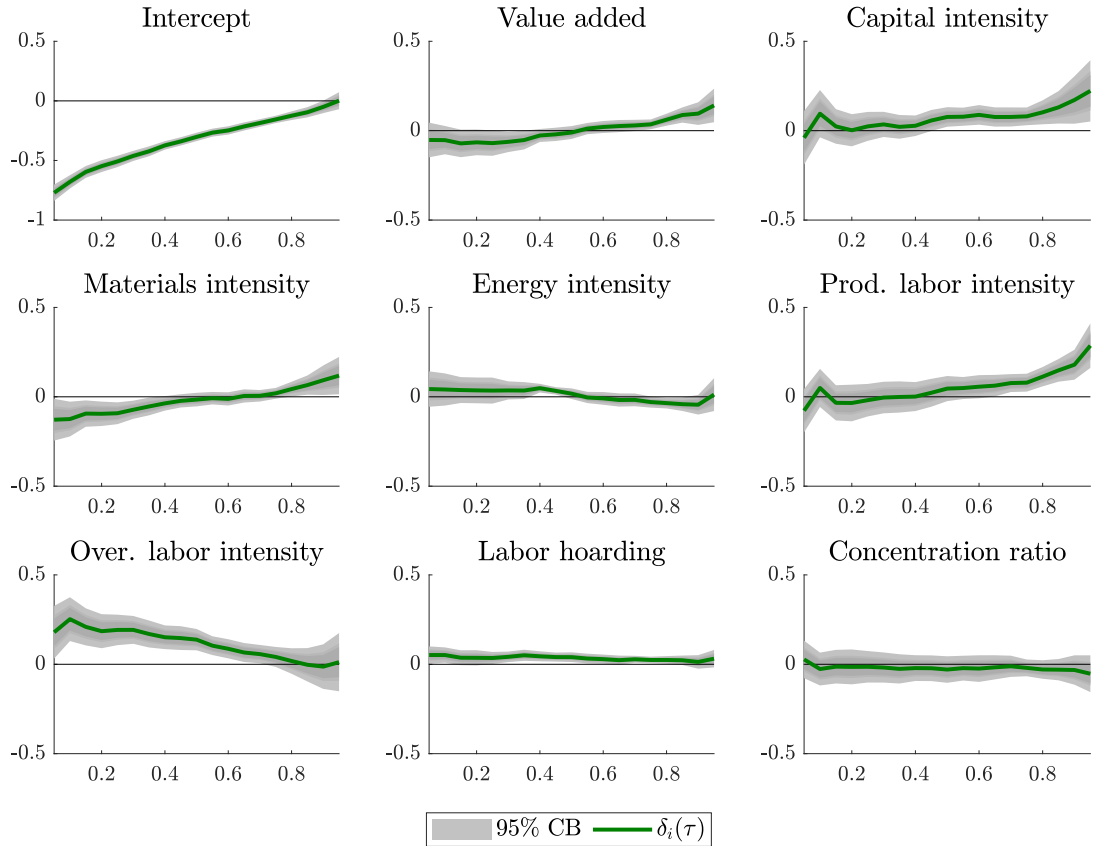 Intercept
Value added
Capital intensity
0.5
0
-0.5
-1
0.2 0.4 0.6 0.8
0.5
0
-0.5
0.2 0.4 0.6 0.8
0.5
0
-0.5
0.2 0.4 0.6 0.8
Materials intensity
Energy intensity
Prod. labor intensity
0.5
0
-0.5
0.2 0.4 0.6 0.8
0.5
0
-0.5
0.2 0.4 0.6 0.8
0.5
0
-0.5
0.2 0.4 0.6 0.8
Over. labor intensity
Labor hoarding
Concentration ratio
0.5
0
-0.5
0.2 0.4 0.6 0.8
0.5
0
-0.5
0.2 0.4 0.6 0.8
0.5
0
-0.5
0.2 0.4 0.6 0.8
95% CB δ_i(τ)